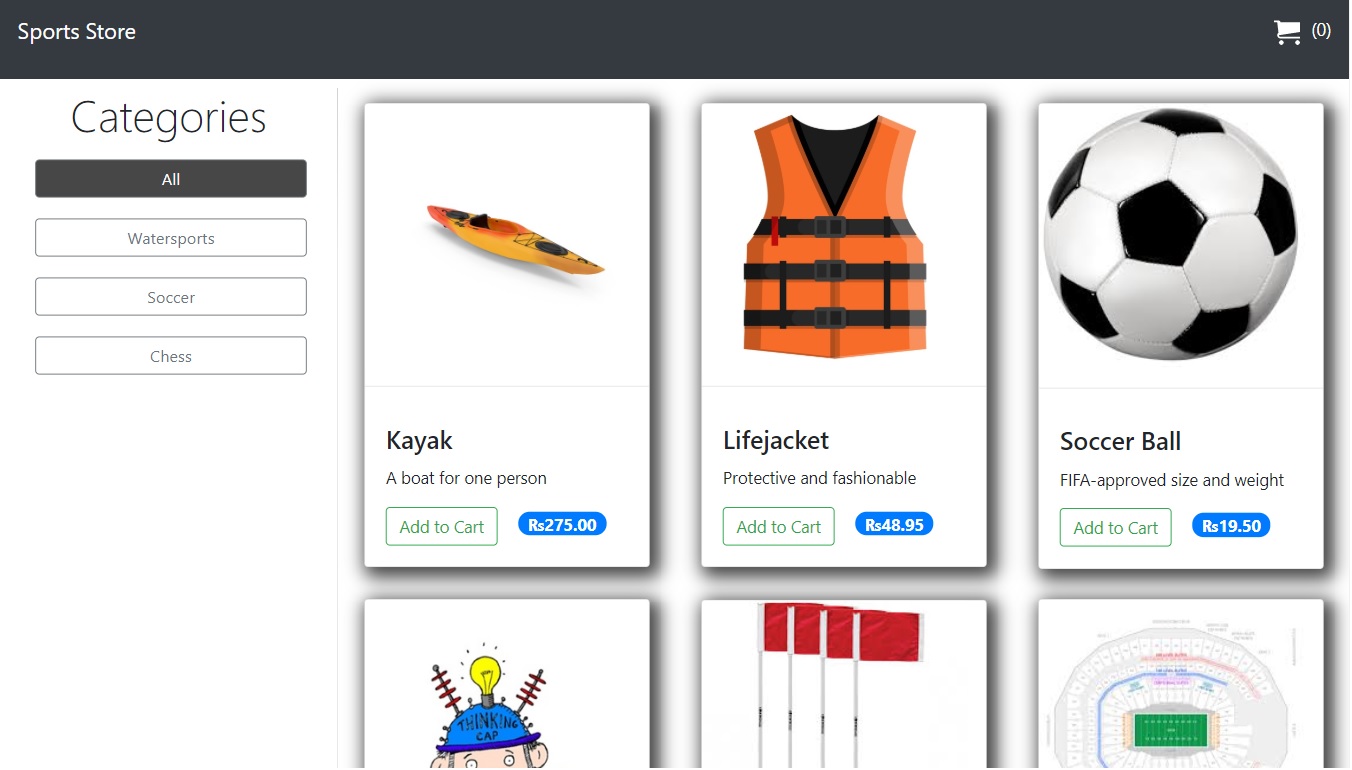 Sports Store
(0)
Categories
All
Watersports
Soccer
Chess
Kayak
A boat for one person
Add to Cart
Rs275.00
Lifejacket
Protective and fashionable
Add to Cart
Rs48.95
Soccer Ball
FIFA-approved size and weight
Add to Cart
Rs19.50
THINKING
CAP